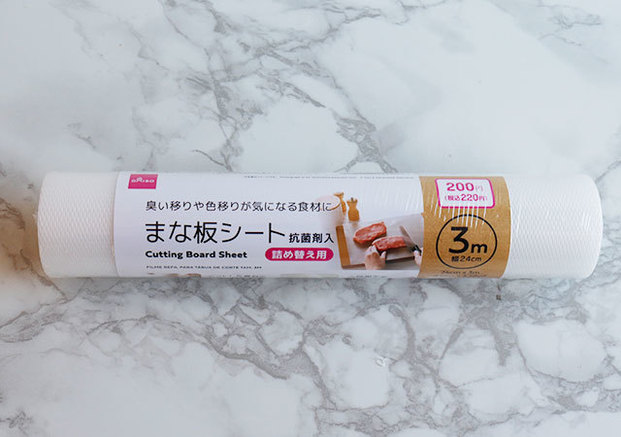 DAISO
臭い移りや色移りが気になる食材に
まな板シート 抗菌剤入
Cutting Board Sheet 詰め替え用
200円
(税込220円)
3m
幅24cm